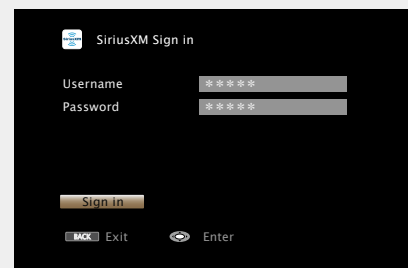 SiriusXM Sign in
Username *****
Password *****
Sign in
BACK Exit Enter